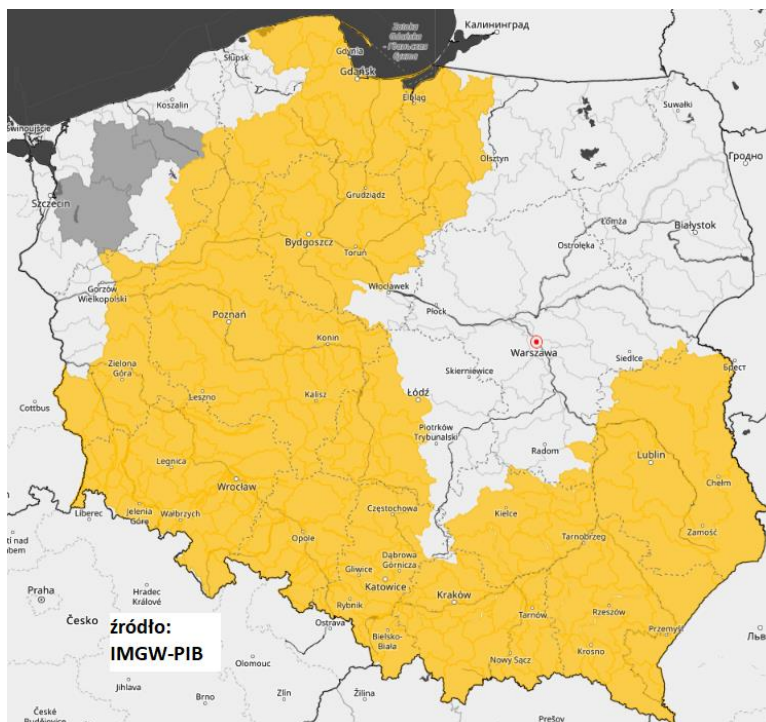 Zatoka
Gdańska
Калининград
Słupsk
Gdynia
Gdańsk
Koszalin
Elbląg
Suwałki
Świnoujście
Гродно
Olsztyn
Szczecin
Grudziądz
Łomża
Białystok
Bydgoszcz
Ostrołęka
Toruń
Gorzów
Wielkopolski
Włocławek
Płock
Poznań
Warszawa
Siedlce
Брест
Konin
Skierniewice
Zielona
Góra
Łódź
Cottbus
Leszno
Kalisz
Piotrków
Trybunalski
Radom
Lublin
Legnica
Wrocław
Chełm
Liberec
Jelenia
Góra
Wałbrzych
Częstochowa
Kielce
Zamość
Opole
Tarnobrzeg
Dąbrowa
Górnicza
Gliwice
Katowice
Praha
Hradec
Králové
Rybnik
Kraków
Tarnów
Rzeszów
Przemyśl
Česko
źródło:
IMGW-PIB
Ostrava
Bielsko-
Biała
Nowy Sącz
Krosno
Olomouc
Jihlava
Brno
Zlín
Žilina
České
Prešov